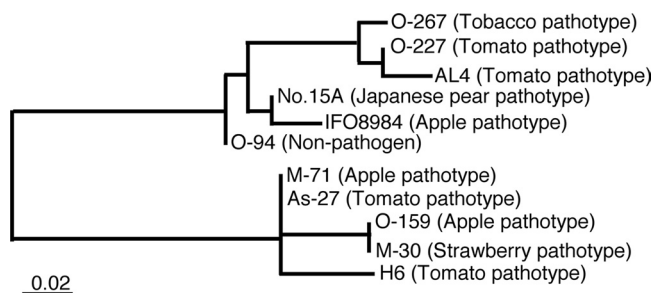 O-267 (Tobacco pathotype)
O-227 (Tomato pathotype)
AL4 (Tomato pathotype)
No.15A (Japanese pear pathotype)
IFO8984 (Apple pathotype)
O-94 (Non-pathogen)
M-71 (Apple pathotype)
As-27 (Tomato pathotype)
O-159 (Apple pathotype)
M-30 (Strawberry pathotype)
H6 (Tomato pathotype)
0.02